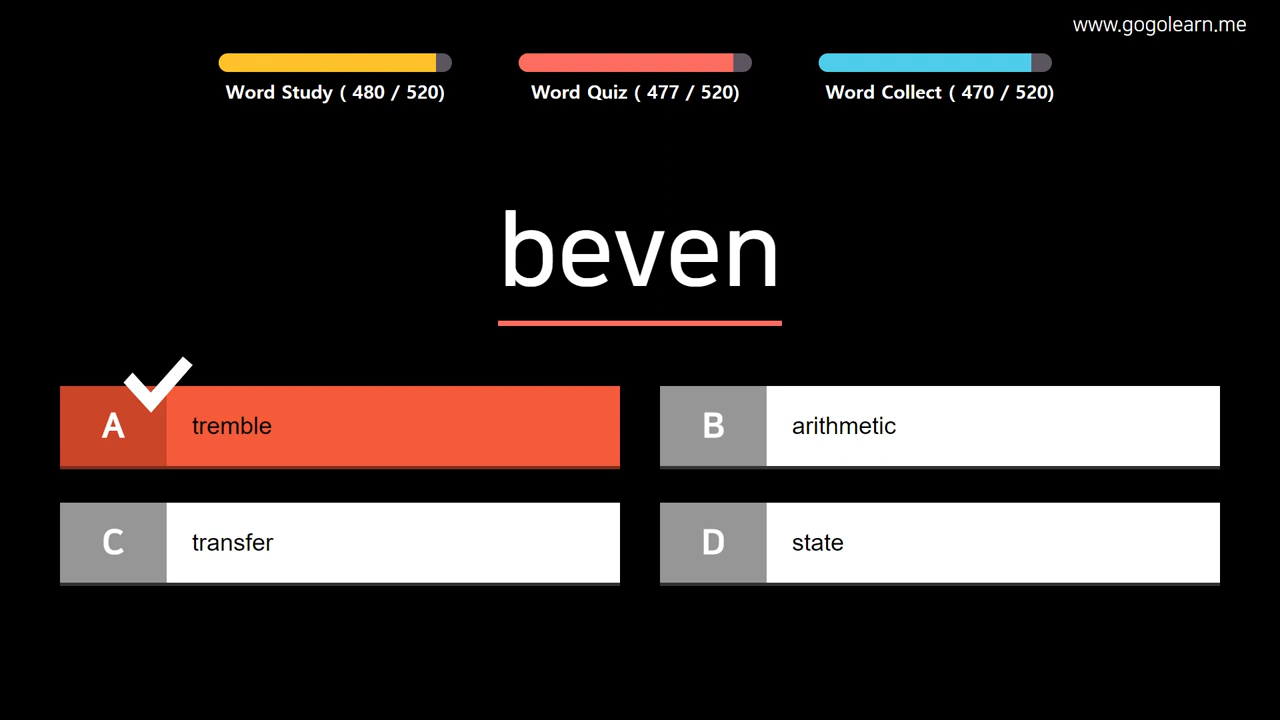 www.gogolearn.me
Word Study ( 480 / 520)
Word Quiz ( 477 / 520)
Word Collect ( 470 / 520)
beven
A tremble
B arithmetic
C transfer
D state